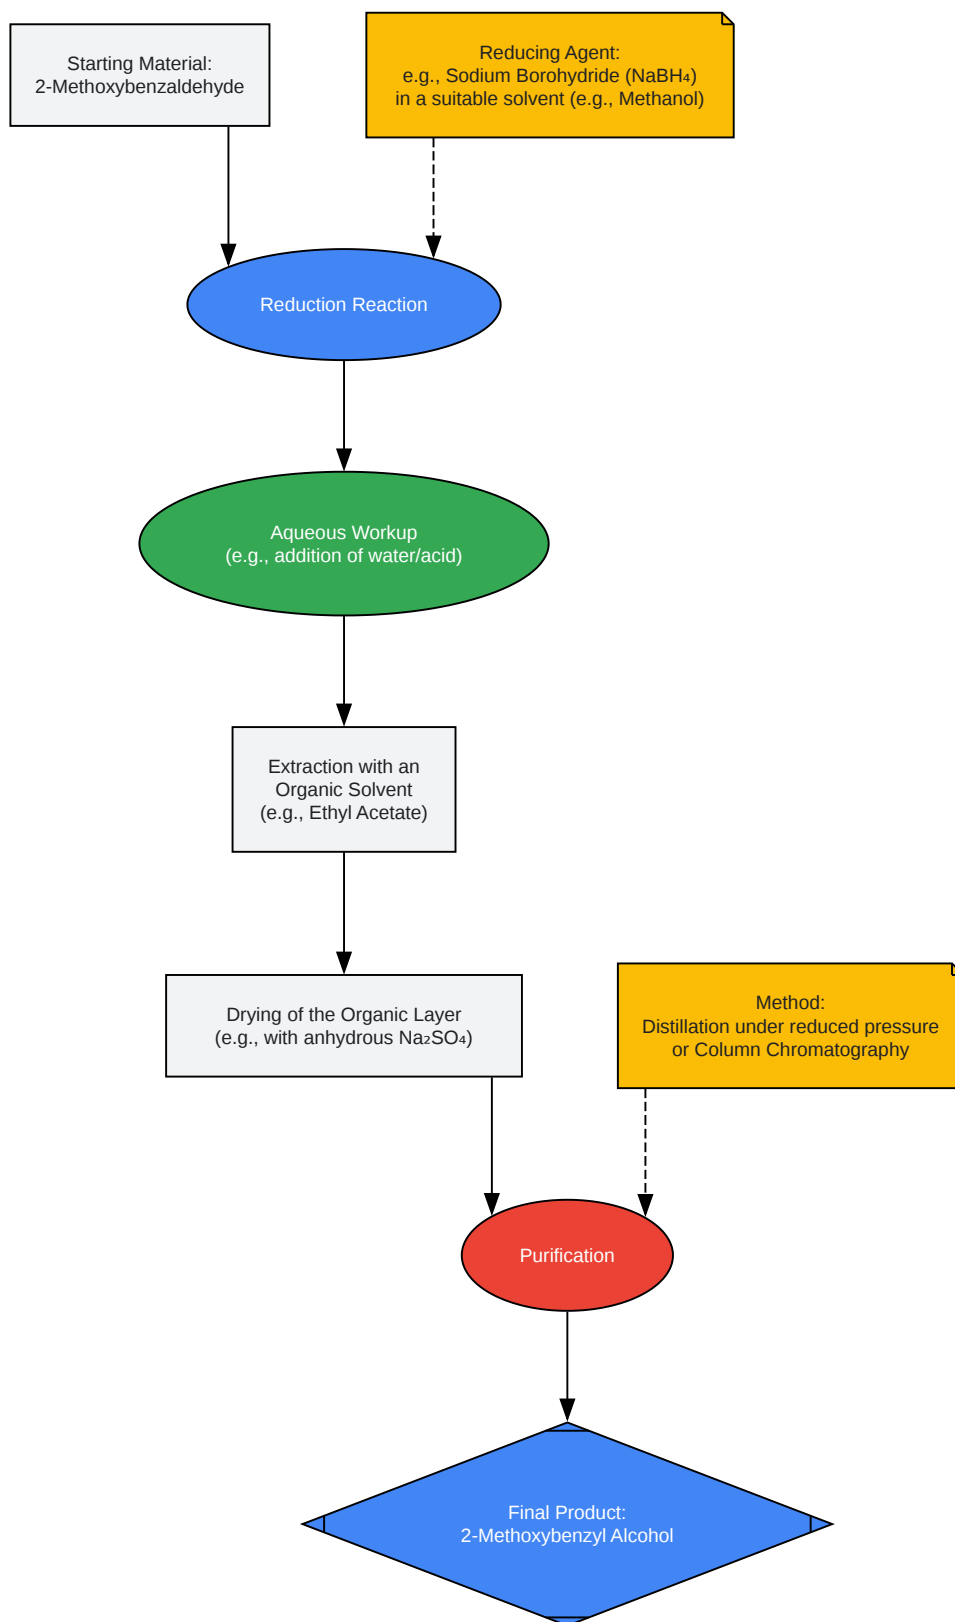 Starting Material:
2-Methoxybenzaldehyde
Reducing Agent:
e.g., Sodium Borohydride (NaBH₄)
in a suitable solvent (e.g., Methanol)
Reduction Reaction
Aqueous Workup
(e.g., addition of water/acid)
Extraction with an
Organic Solvent
(e.g., Ethyl Acetate)
Drying of the Organic Layer
(e.g., with anhydrous Na₂SO₄)
Method:
Distillation under reduced pressure
or Column Chromatography
Purification
Final Product:
2-Methoxybenzyl Alcohol